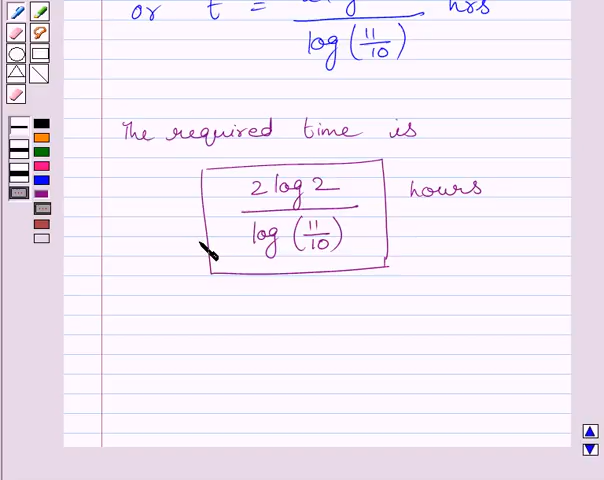 or t = log hrs
log (11/10)
The required time is
2 log 2 hours
log (11/10)